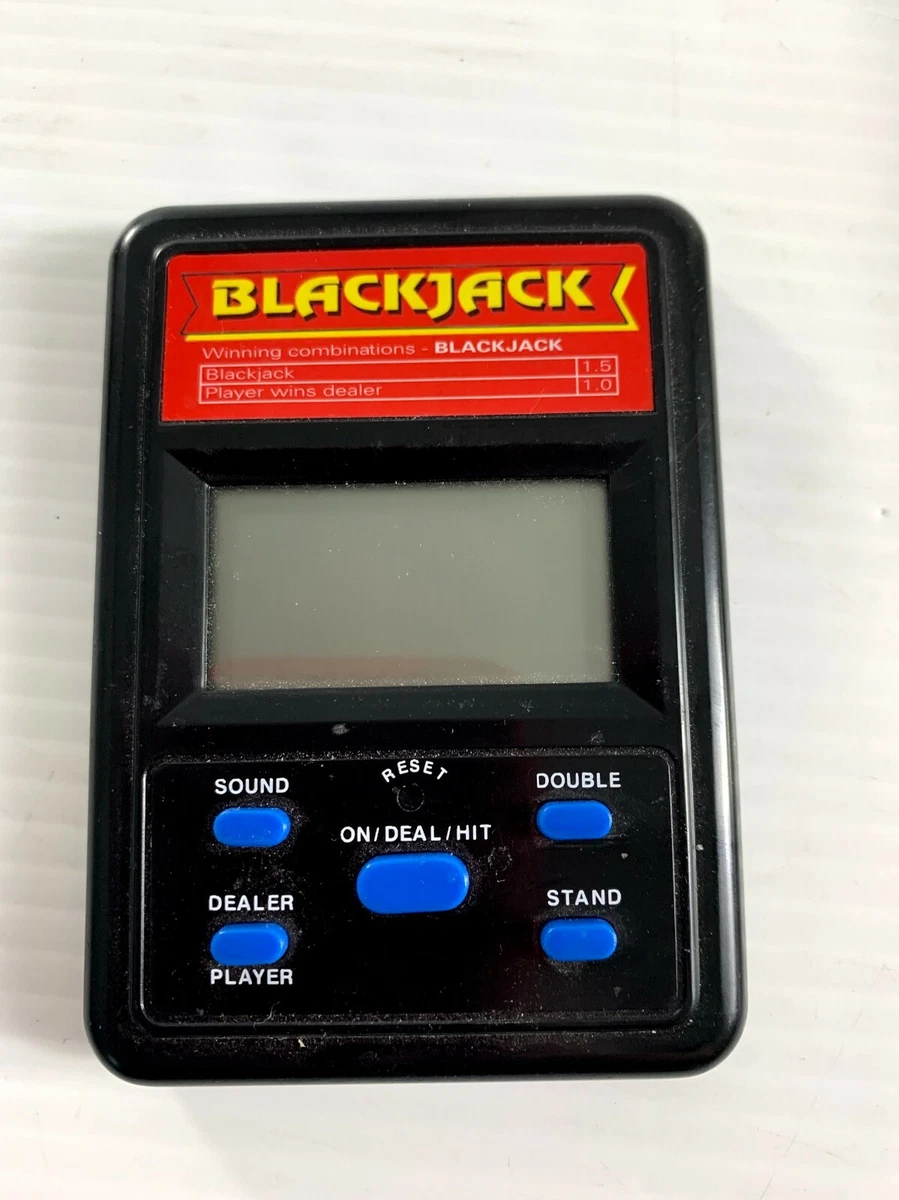 BLACKJACK
Winning combinations - BLACKJACK
Blackjack 1.5
Player wins dealer 1.0
RESET
SOUND
DOUBLE
ON/DEAL/HIT
DEALER
STAND
PLAYER